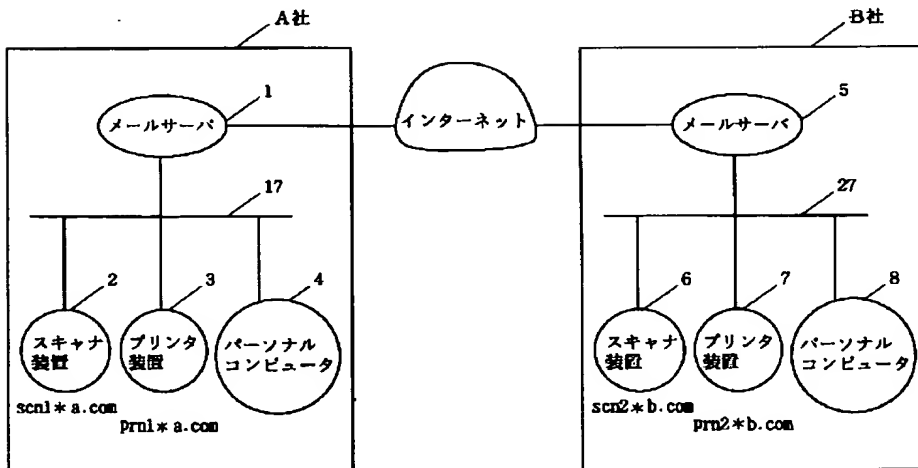 A社
B社
1
メールサーバ
インターネット
5
メールサーバ
17
27
2
3
4
6
7
8
スキャナ
装置
プリンタ
装置
パーソナル
コンピュータ
スキャナ
装置
プリンタ
装置
パーソナル
コンピュータ
scn1*a.com
prn1*a.com
scn2*b.com
prn2*b.com